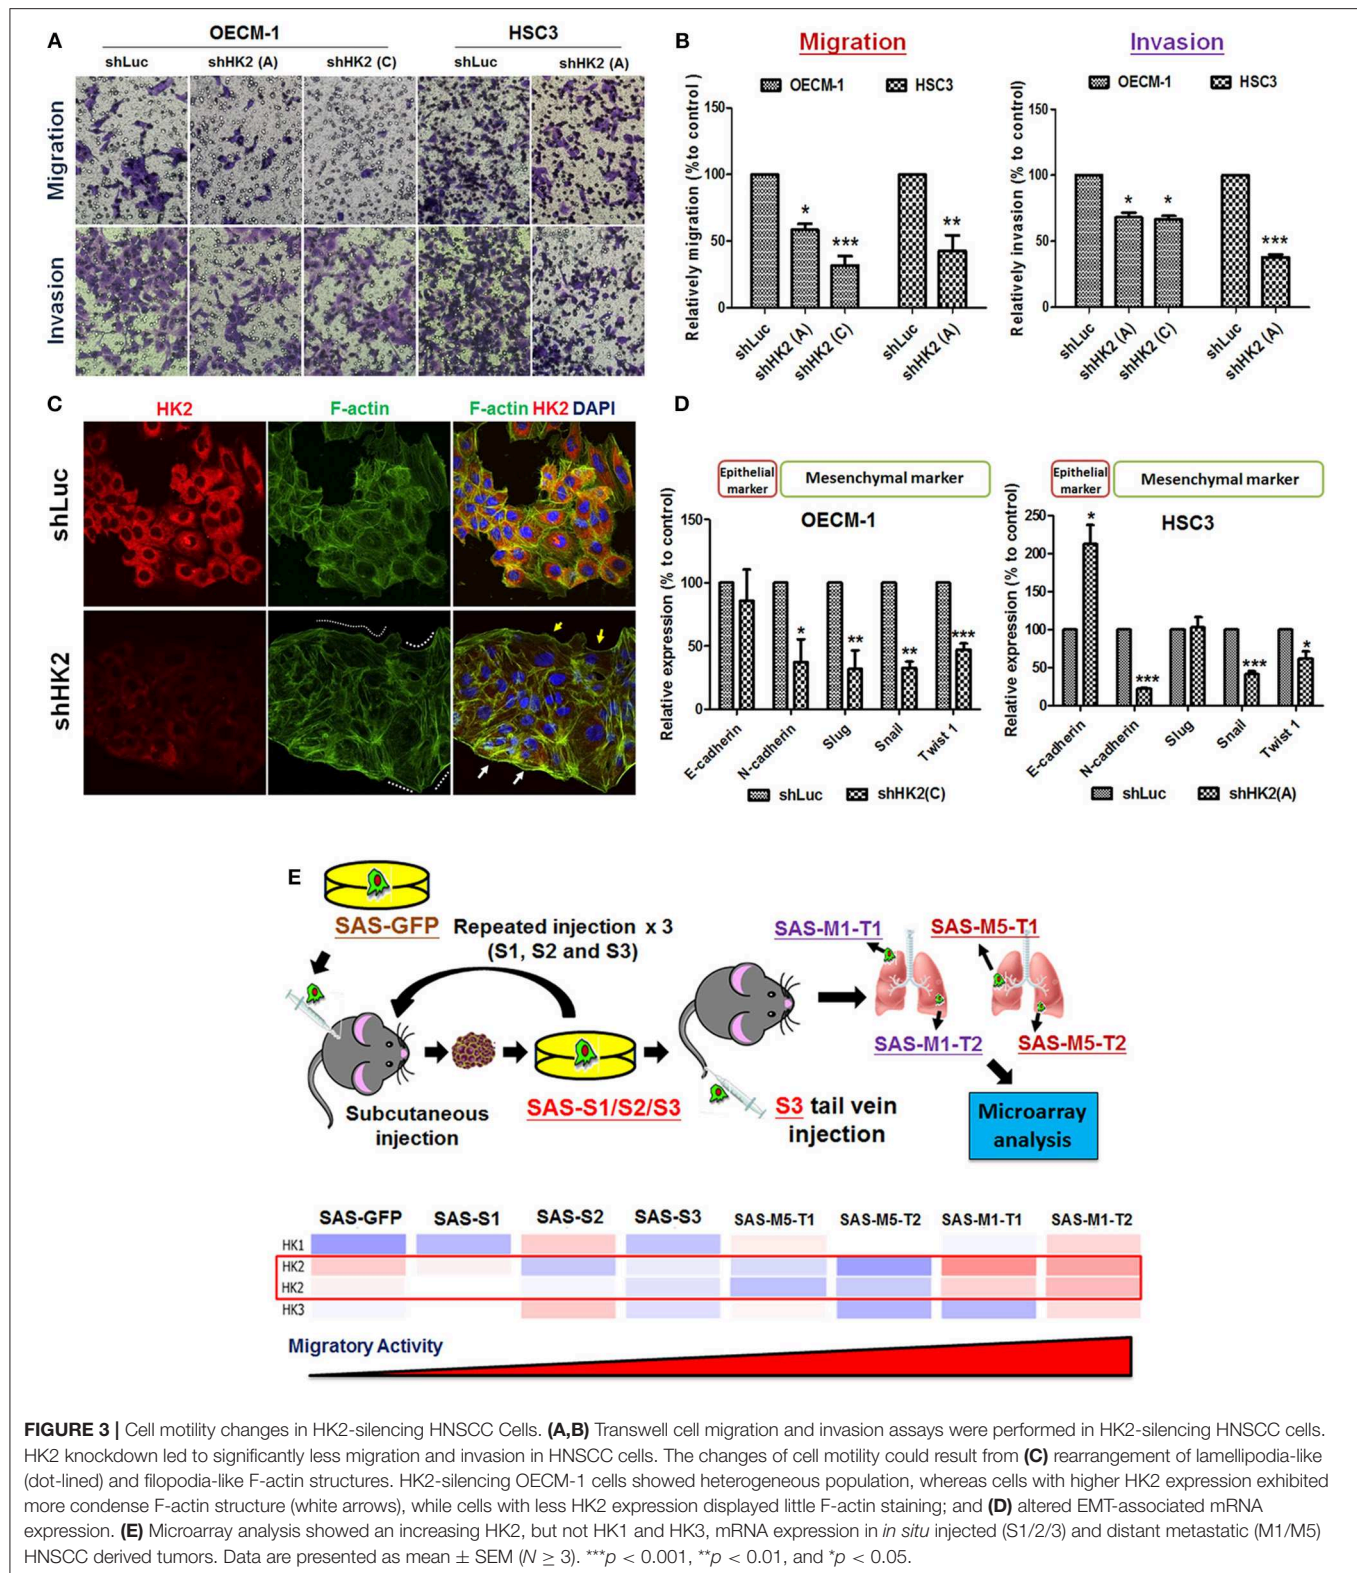 A
OECM-1
HSC3
shLuc
shHK2 (A)
shHK2 (C)
shLuc
shHK2 (A)
Migration
Invasion
B
Migration
Invasion
OECM-1
HSC3
Relatively migration (%to control)
150
100
50
0
*
***
**
shLuc
shHK2 (A)
shHK2 (C)
shLuc
shHK2 (A)
OECM-1
HSC3
Relatively invasion (% to control)
150
100
50
0
*
*
***
shLuc
shHK2 (A)
shHK2 (C)
shLuc
shHK2 (A)
C
HK2
F-actin
F-actin HK2 DAPI
shLuc
shHK2
D
Epithelial
marker
Mesenchymal marker
OECM-1
Relative expression (% to control)
150
100
50
0
*
**
**
***
E-cadherin
N-cadherin
Slug
Snail
Twist 1
shLuc
shHK2(C)
Epithelial
marker
Mesenchymal marker
HSC3
Relative expression (% to control)
250
200
150
100
50
0
*
***
***
*
E-cadherin
N-cadherin
Slug
Snail
Twist 1
shLuc
shHK2(A)
E
SAS-GFP
Repeated injection x 3
(S1, S2 and S3)
Subcutaneous
injection
SAS-S1/S2/S3
S3 tail vein
injection
SAS-M1-T1
SAS-M5-T1
SAS-M1-T2
SAS-M5-T2
Microarray
analysis
SAS-GFP SAS-S1 SAS-S2 SAS-S3 SAS-M5-T1 SAS-M5-T2 SAS-M1-T1 SAS-M1-T2
HK1
HK2
HK2
HK3
Migratory Activity
FIGURE 3 | Cell motility changes in HK2-silencing HNSCC Cells. (A,B) Transwell cell migration and invasion assays were performed in HK2-silencing HNSCC cells.
HK2 knockdown led to significantly less migration and invasion in HNSCC cells. The changes of cell motility could result from (C) rearrangement of lamellipodia-like
(dot-lined) and filopodia-like F-actin structures. HK2-silencing OECM-1 cells showed heterogeneous population, whereas cells with higher HK2 expression exhibited
more condense F-actin structure (white arrows), while cells with less HK2 expression displayed little F-actin staining; and (D) altered EMT-associated mRNA
expression. (E) Microarray analysis showed an increasing HK2, but not HK1 and HK3, mRNA expression in in situ injected (S1/2/3) and distant metastatic (M1/M5)
HNSCC derived tumors. Data are presented as mean ± SEM (N ≥ 3). ***p < 0.001, **p < 0.01, and *p < 0.05.